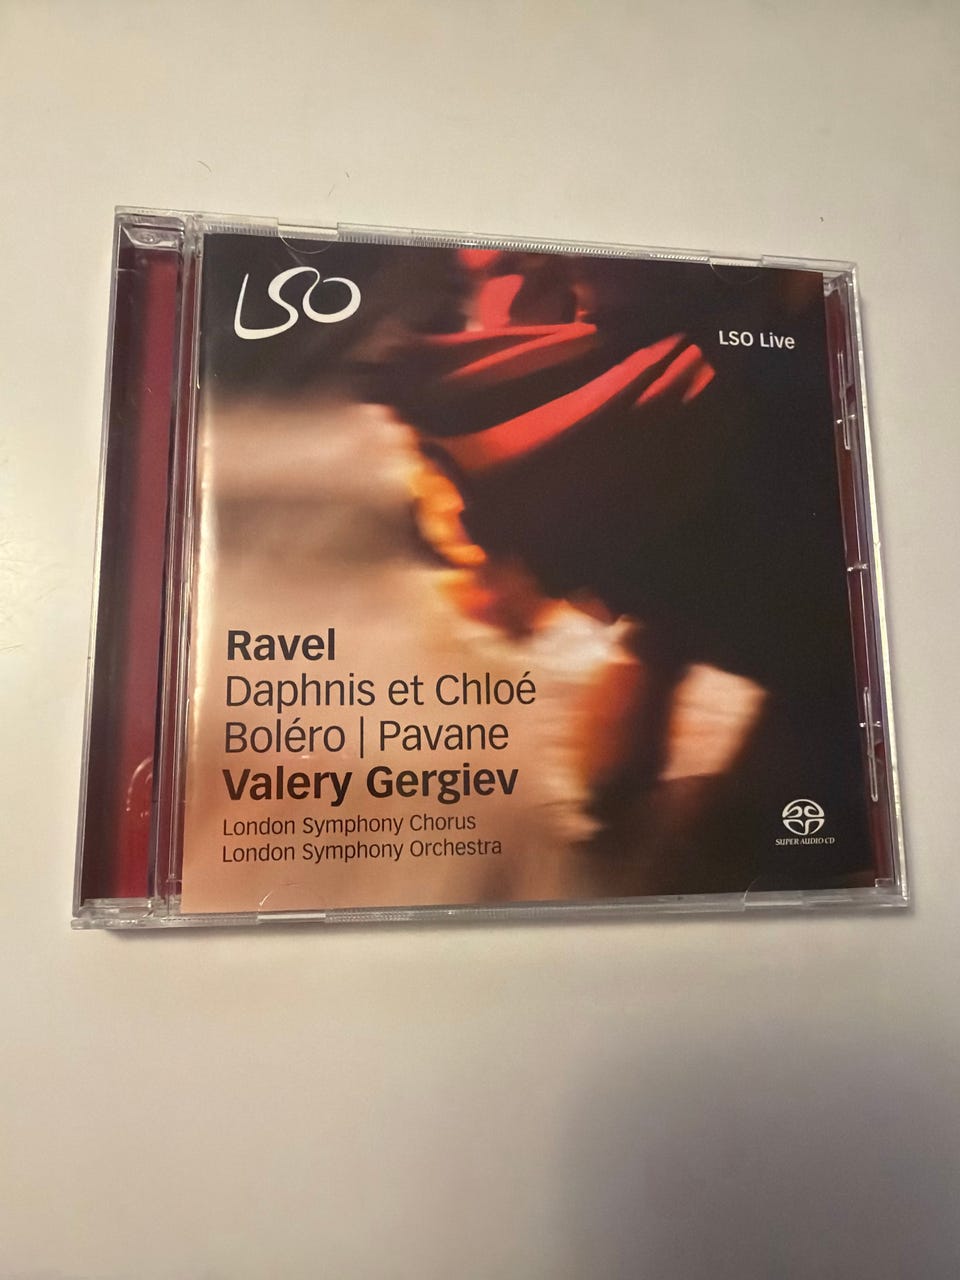 LSO
LSO Live
Ravel
Daphnis et Chloé
Boléro | Pavane
Valery Gergiev
London Symphony Chorus
London Symphony Orchestra
SUPER AUDIO CD